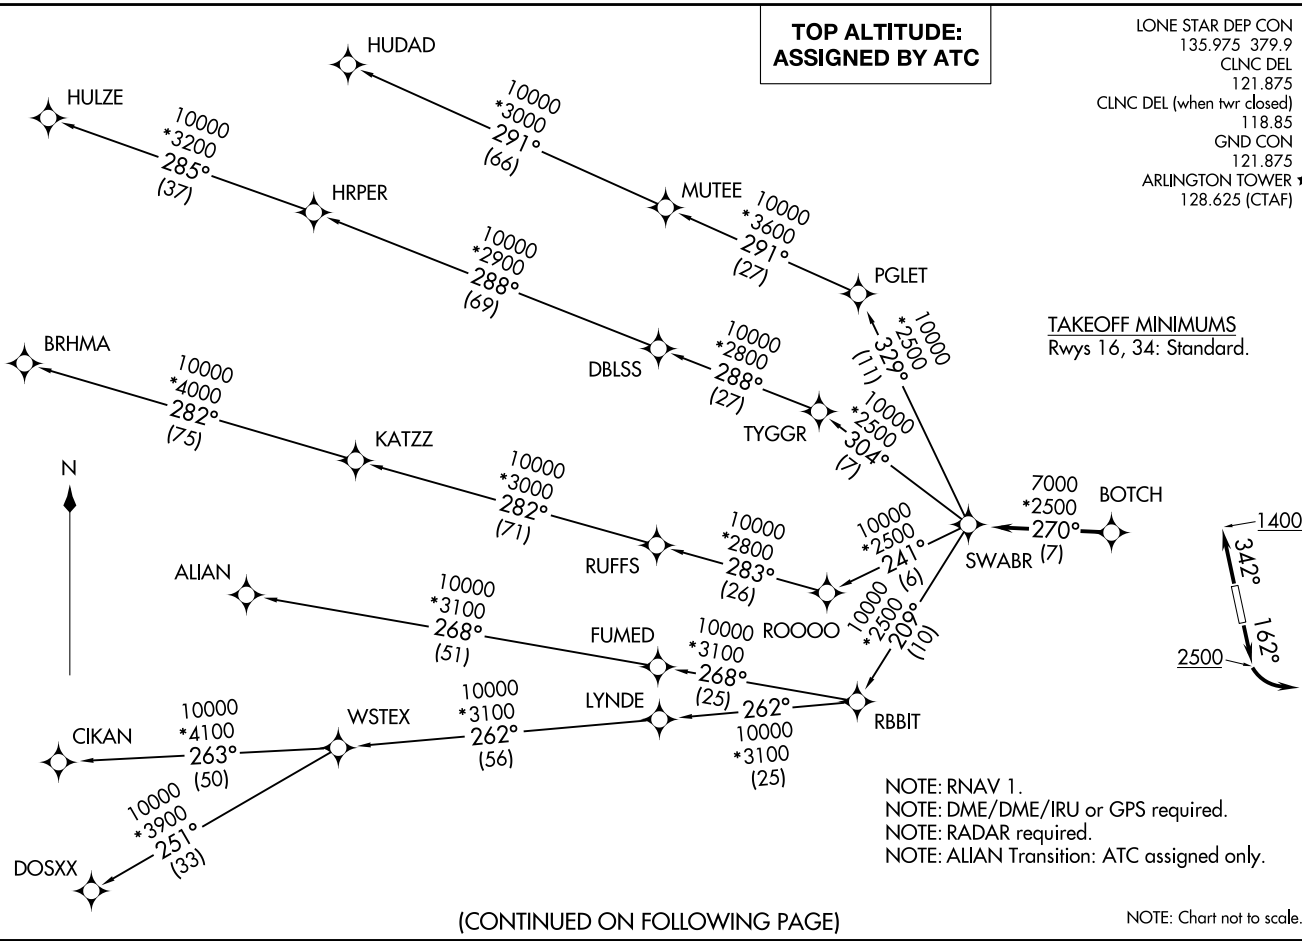 TOP ALTITUDE:
ASSIGNED BY ATC
LONE STAR DEP CON
135.975 379.9
CLNC DEL
121.875
CLNC DEL (when twr closed)
118.85
GND CON
121.875
ARLINGTON TOWER
128.625 (CTAF)
HUDAD
10000
*3000
291°
(66)
HULZE
10000
*3200
285°
(37)
HRPER
MUTEE
10000
*3600
291°
(27)
PGLET
10000
*2900
288°
(69)
10000
*2500
329°
(11)
TAKEOFF MINIMUMS
Rwys 16, 34: Standard.
BRHMA
10000
*4000
282°
(75)
DBLSS
10000
*2800
288°
(27)
TYGGR
10000
*2500
304°
(7)
KATZZ
N
10000
*3000
282°
(71)
7000
*2500
270°
(7)
BOTCH
SWABR
10000
*2500
241°
(6)
1400
342°
162°
2500
RUFFS
10000
*2800
283°
(26)
ROOOO
10000
*2500
209°
(10)
ALIAN
10000
*3100
268°
(51)
FUMED
10000
*3100
268°
(25)
LYNDE
262°
10000
*3100
(25)
RBBIT
WSTEX
10000
*3100
262°
(56)
CIKAN
10000
*4100
263°
(50)
10000
*3900
251°
(33)
DOSXX
NOTE: RNAV 1.
NOTE: DME/DME/IRU or GPS required.
NOTE: RADAR required.
NOTE: ALIAN Transition: ATC assigned only.
(CONTINUED ON FOLLOWING PAGE)
NOTE: Chart not to scale.